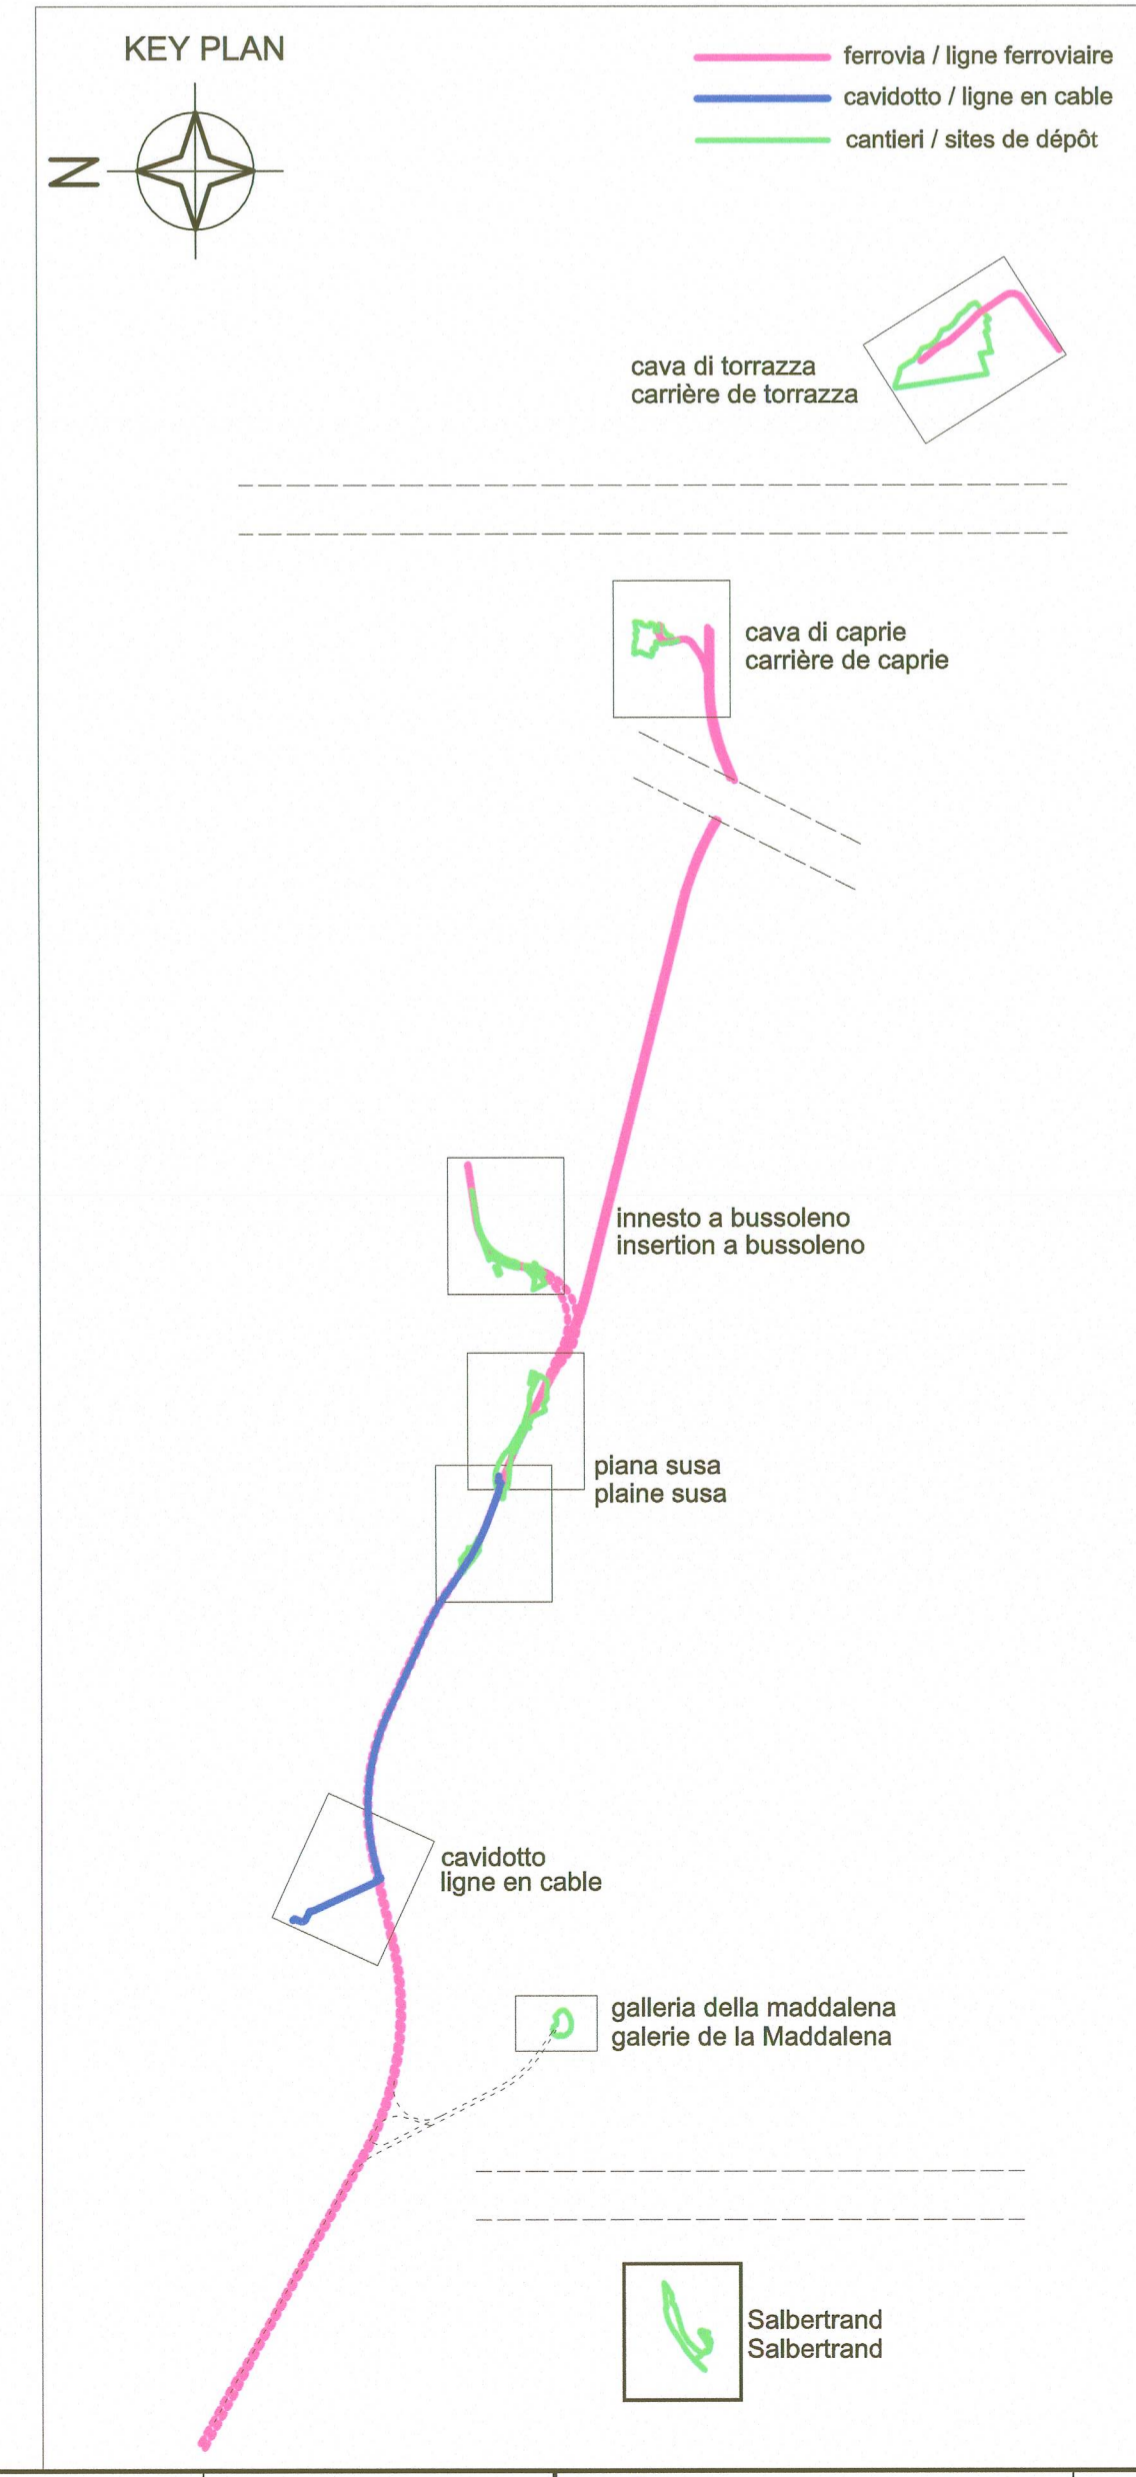 KEY PLAN
N
ferrovia / ligne ferroviaire
cavidotto / ligne en cable
cantieri / sites de dépôt
cava di torrazza
carrière de torrazza
cava di caprie
carrière de caprie
innesto a bussoleno
insertion a bussoleno
piana susa
plaine susa
cavidotto
ligne en cable
galleria della maddalena
galerie de la Maddalena
Salbertrand
Salbertrand